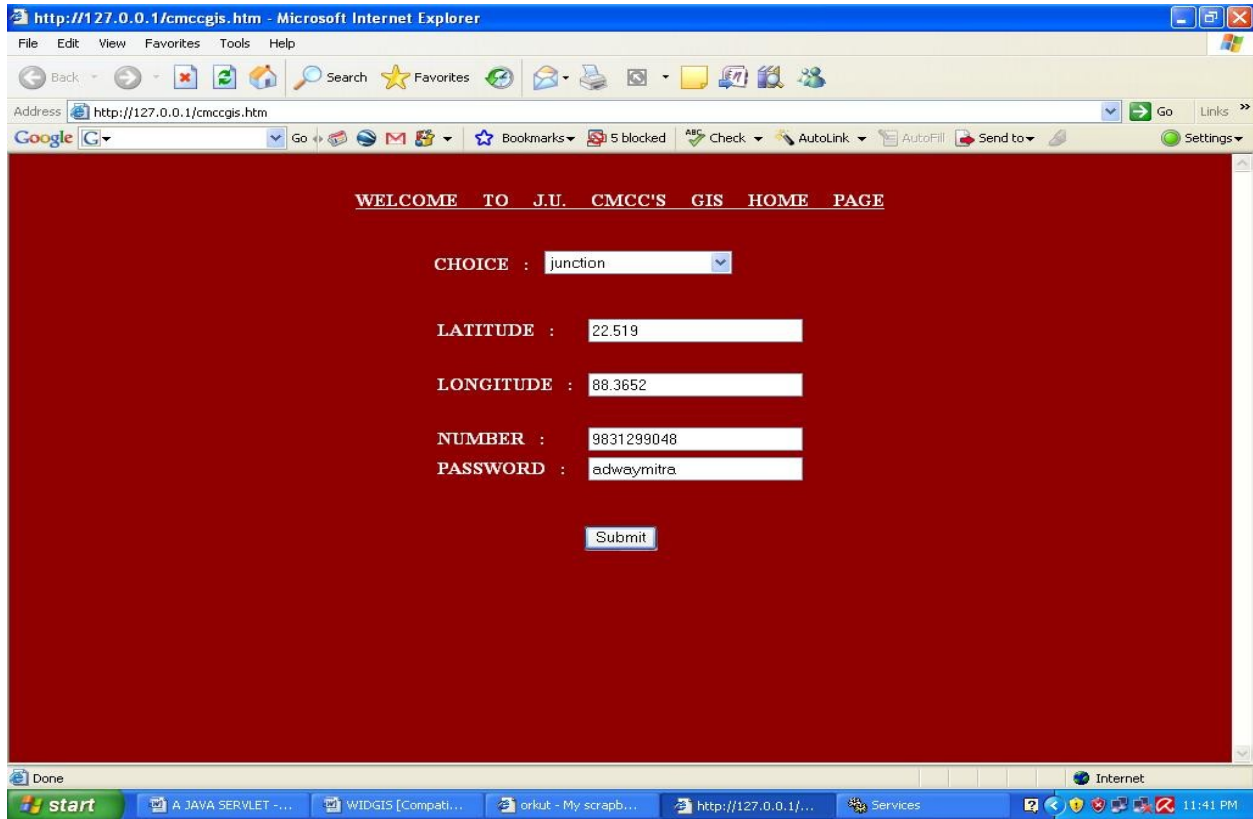 http://127.0.0.1/cmccgis.htm - Microsoft Internet Explorer
File Edit View Favorites Tools Help
Back Search Favorites
Address http://127.0.0.1/cmccgis.htm Go Links »
Google G Go Bookmarks 5 blocked ABC Check AutoLink AutoFill Send to Settings
WELCOME TO J.U. CMCC'S GIS HOME PAGE
CHOICE : junction
LATITUDE : 22.519
LONGITUDE : 88.3652
NUMBER : 9831299048
PASSWORD : adwaymitra
Submit
Done Internet
start A JAVA SERVLET -... WIDGIS [Compati... orkut - My scrapb... http://127.0.0.1/... Services 11:41 PM